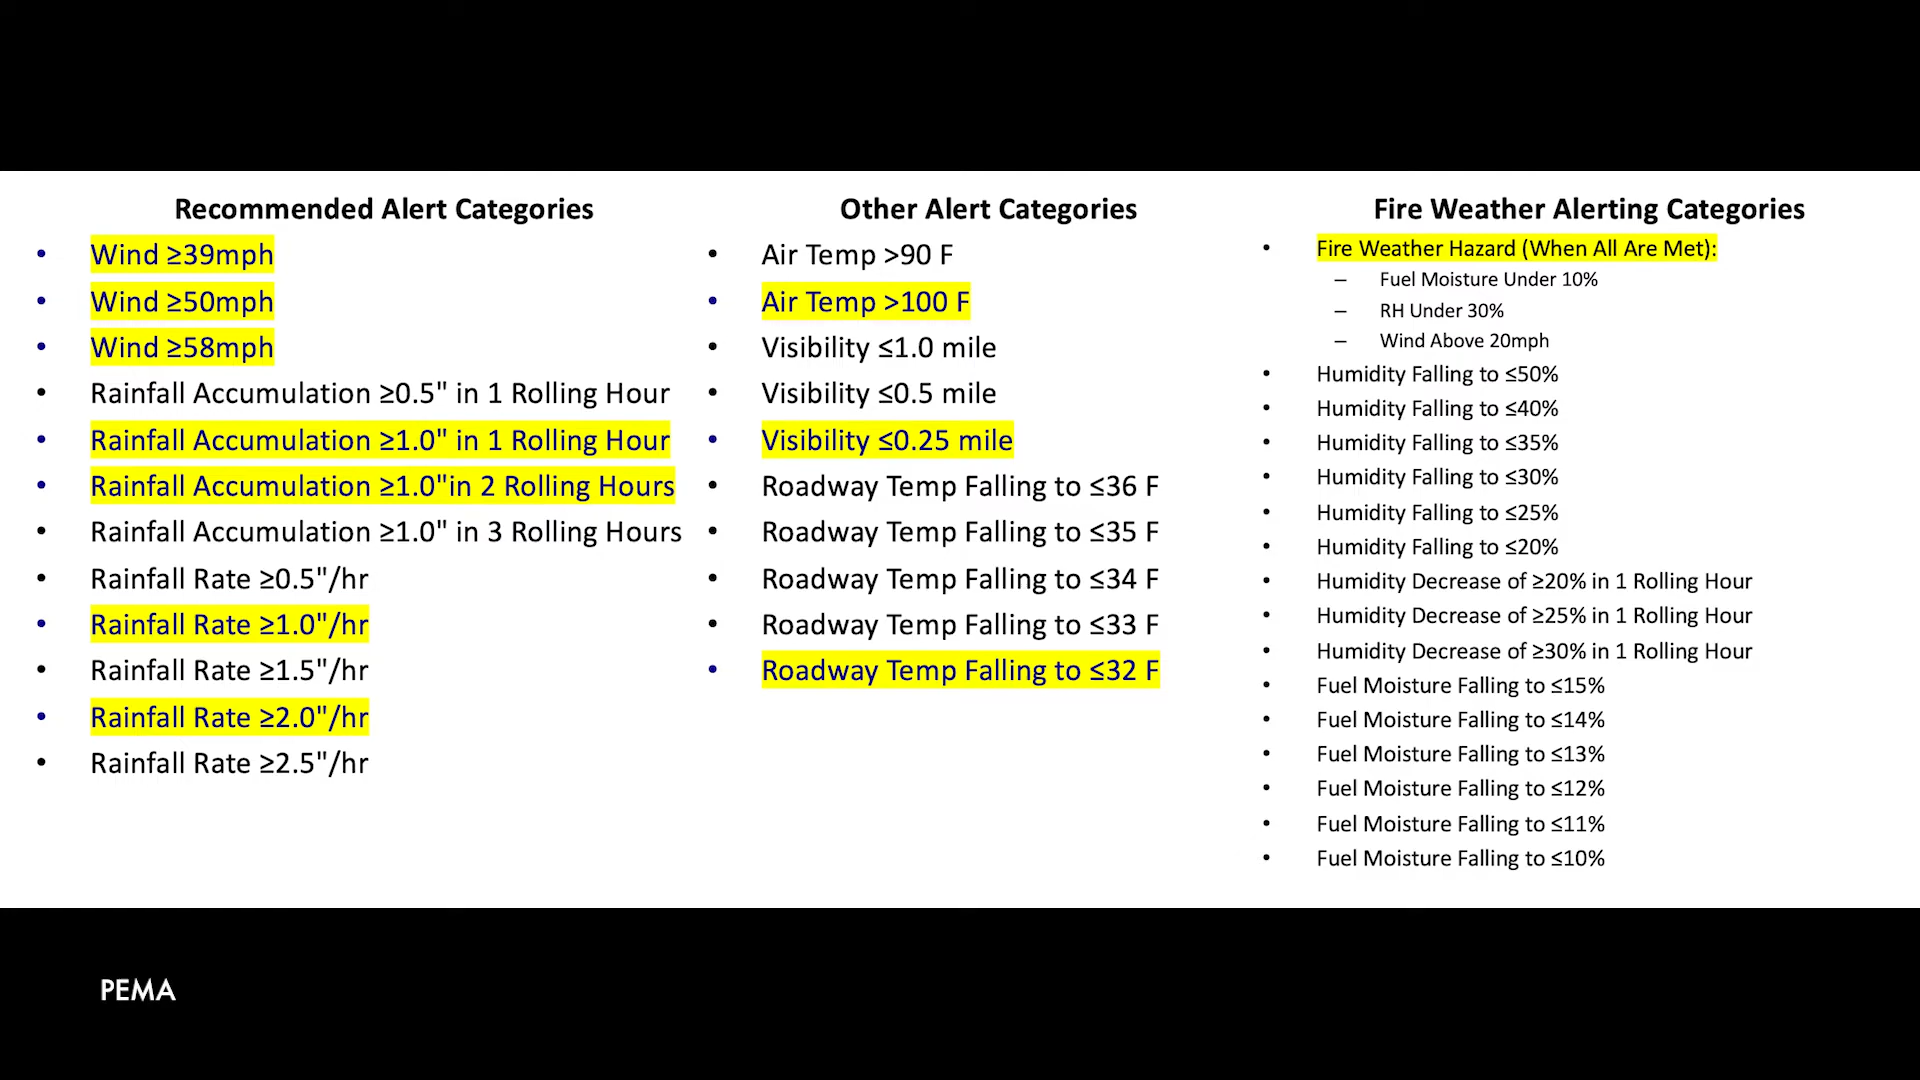 Recommended Alert Categories
• Wind ≥39mph
• Wind ≥50mph
• Wind ≥58mph
• Rainfall Accumulation ≥0.5" in 1 Rolling Hour
• Rainfall Accumulation ≥1.0" in 1 Rolling Hour
• Rainfall Accumulation ≥1.0"in 2 Rolling Hours
• Rainfall Accumulation ≥1.0" in 3 Rolling Hours
• Rainfall Rate ≥0.5"/hr
• Rainfall Rate ≥1.0"/hr
• Rainfall Rate ≥1.5"/hr
• Rainfall Rate ≥2.0"/hr
• Rainfall Rate ≥2.5"/hr
Other Alert Categories
• Air Temp >90 F
• Air Temp >100 F
• Visibility ≤1.0 mile
• Visibility ≤0.5 mile
• Visibility ≤0.25 mile
• Roadway Temp Falling to ≤36 F
• Roadway Temp Falling to ≤35 F
• Roadway Temp Falling to ≤34 F
• Roadway Temp Falling to ≤33 F
• Roadway Temp Falling to ≤32 F
Fire Weather Alerting Categories
• Fire Weather Hazard (When All Are Met):
– Fuel Moisture Under 10%
– RH Under 30%
– Wind Above 20mph
• Humidity Falling to ≤50%
• Humidity Falling to ≤40%
• Humidity Falling to ≤35%
• Humidity Falling to ≤30%
• Humidity Falling to ≤25%
• Humidity Falling to ≤20%
• Humidity Decrease of ≥20% in 1 Rolling Hour
• Humidity Decrease of ≥25% in 1 Rolling Hour
• Humidity Decrease of ≥30% in 1 Rolling Hour
• Fuel Moisture Falling to ≤15%
• Fuel Moisture Falling to ≤14%
• Fuel Moisture Falling to ≤13%
• Fuel Moisture Falling to ≤12%
• Fuel Moisture Falling to ≤11%
• Fuel Moisture Falling to ≤10%
PEMA